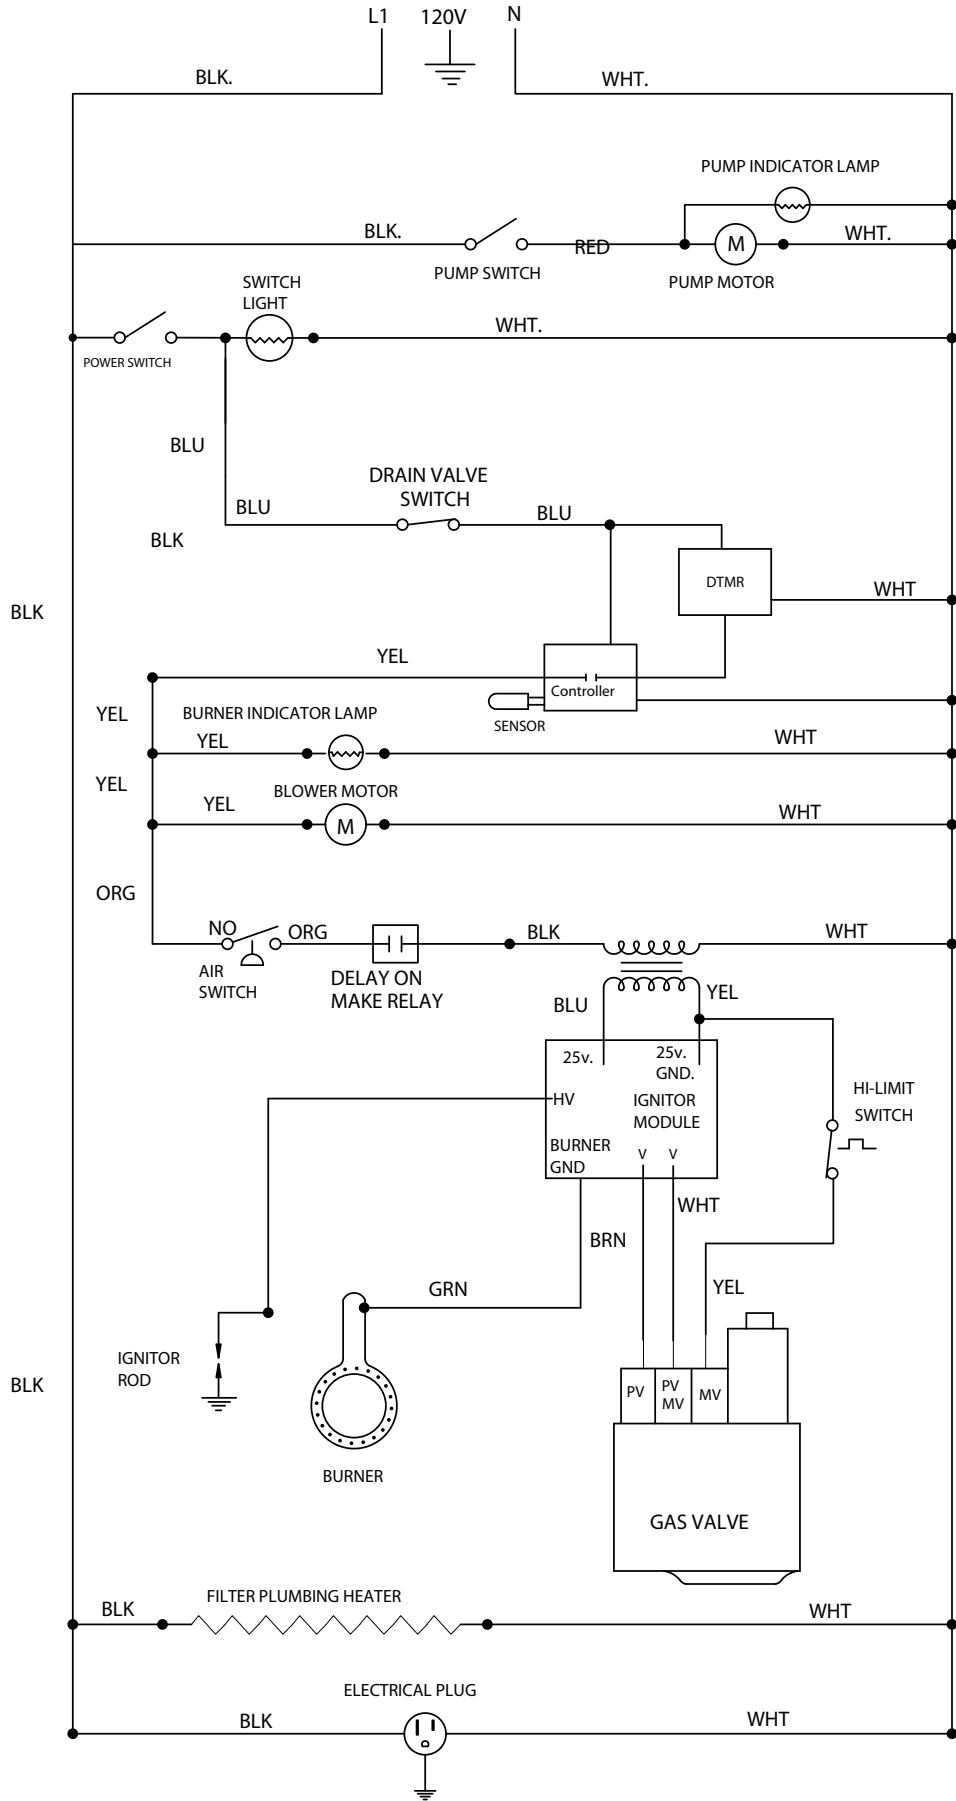 L1 120V N
BLK. WHT.
PUMP INDICATOR LAMP
BLK. RED M WHT.
PUMP SWITCH PUMP MOTOR
SWITCH
LIGHT
WHT.
POWER SWITCH
BLU
DRAIN VALVE
SWITCH
BLU BLU
BLK
DTMR
WHT
BLK
YEL
Controller
SENSOR
YEL
BURNER INDICATOR LAMP
YEL WHT
YEL
BLOWER MOTOR
YEL M WHT
ORG
NO ORG BLK WHT
AIR
SWITCH
DELAY ON
MAKE RELAY
BLU YEL
25v. 25v.
GND.
HV IGNITOR
MODULE
BURNER
GND
V V
HI-LIMIT
SWITCH
WHT
BRN
GRN
YEL
IGNITOR
ROD
BLK
PV PV
MV MV
BURNER
GAS VALVE
FILTER PLUMBING HEATER
BLK WHT
ELECTRICAL PLUG
BLK WHT